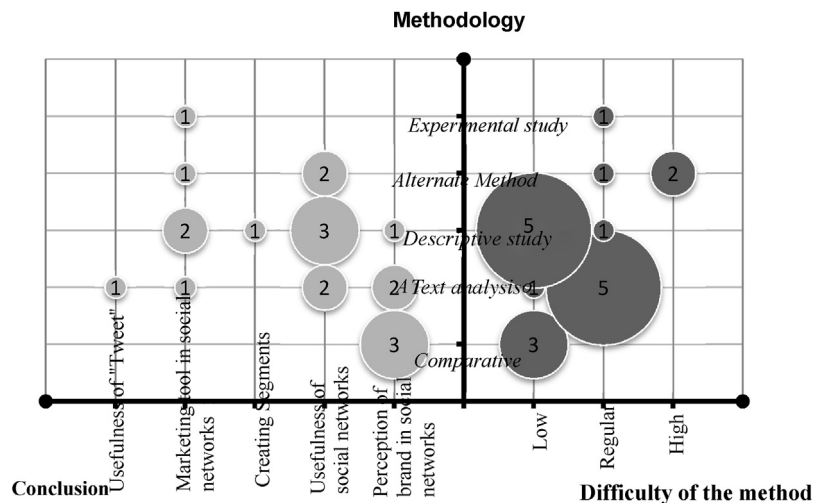 Methodology
1
Experimental study
1
1
2
Alternate Method
1
2
2
1
3
1
Descriptive study
5
1
1
1
2
2
A Text analysis
1
5
3
Comparative
3
Usefulness of "Tweet"
Marketing tool in social
networks
Creating Segments
Usefulness of
social networks
Perception of
brand in social
networks
Low
Regular
High
Conclusion
Difficulty of the method